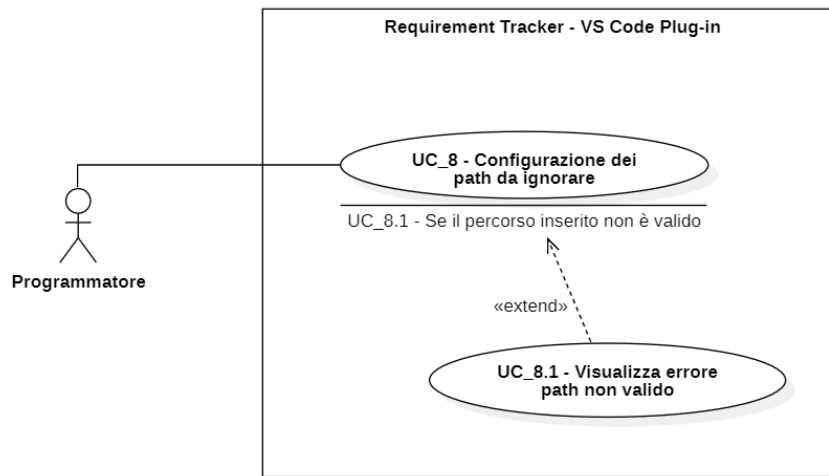 Requirement Tracker - VS Code Plug-in
UC_8 - Configurazione dei
path da ignorare
UC_8.1 - Se il percorso inserito non è valido
Programmatore
«extend»
UC_8.1 - Visualizza errore
path non valido